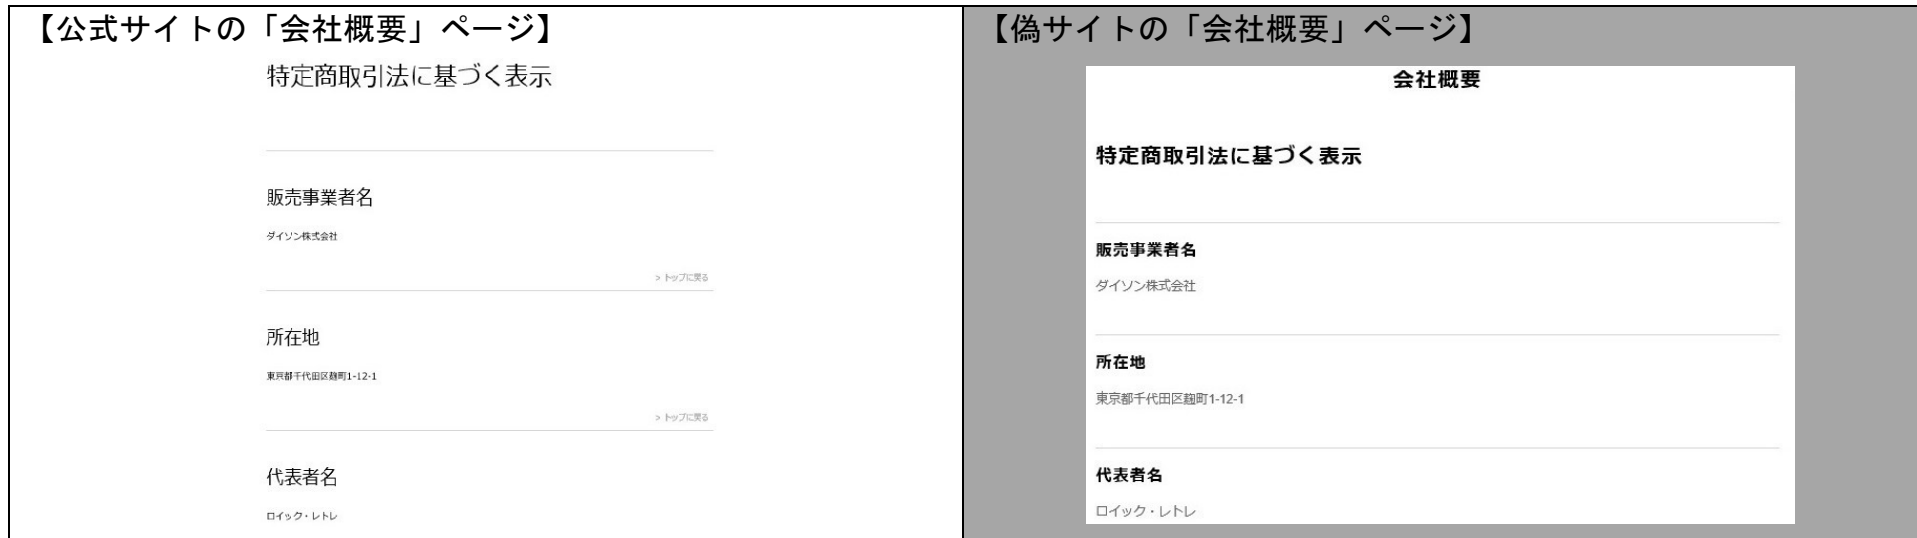 【公式サイトの「会社概要」ページ】
特定商取引法に基づく表示
販売事業者名
ダイソン株式会社
> トップに戻る
所在地
東京都千代田区麹町1-12-1
> トップに戻る
代表者名
ロイック・レトレ
【偽サイトの「会社概要」ページ】
会社概要
特定商取引法に基づく表示
販売事業者名
ダイソン株式会社
所在地
東京都千代田区麹町1-12-1
代表者名
ロイック・レトレ